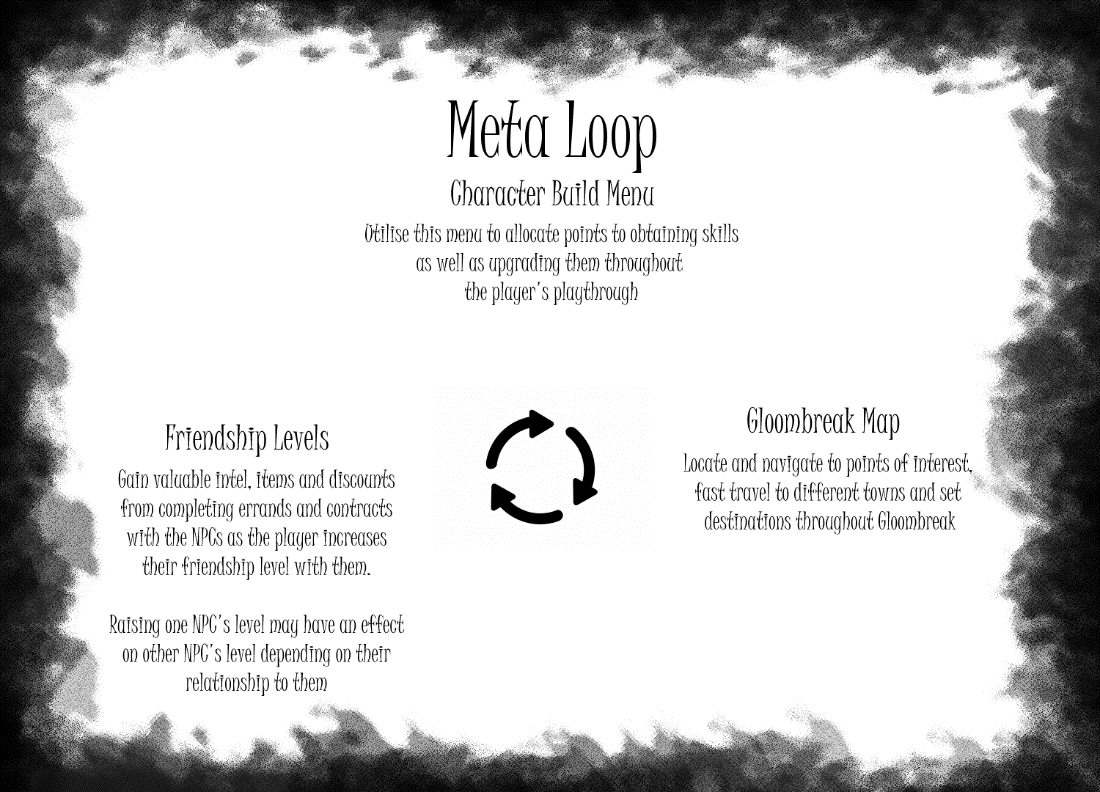 Meta Loop
Character Build Menu
Utilise this menu to allocate points to obtaining skills
as well as upgrading them throughout
the player's playthrough
Friendship Levels
Gain valuable intel, items and discounts
from completing errands and contracts
with the NPCs as the player increases
their friendship level with them.
Raising one NPC's level may have an effect
on other NPC's level depending on their
relationship to them
Gloombreak Map
Locate and navigate to points of interest,
fast travel to different towns and set
destinations throughout Gloombreak